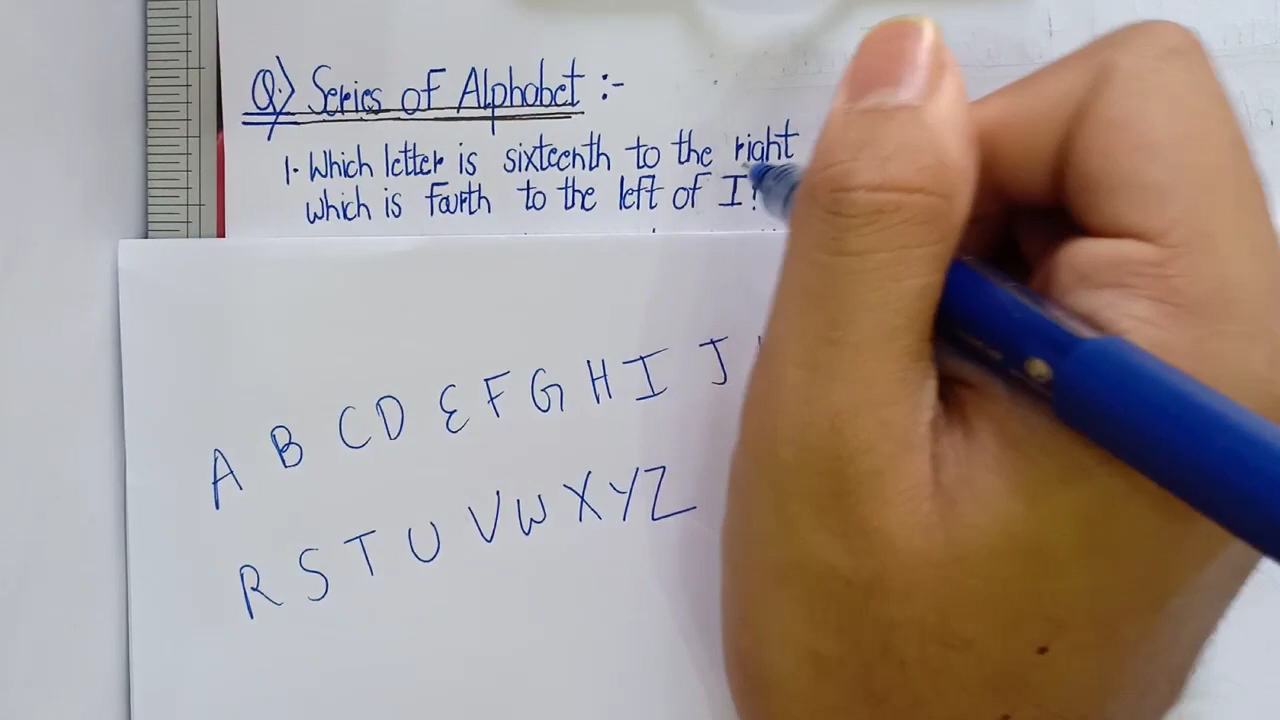 Q.) Series of Alphabet :-
1. Which letter is sixteenth to the right
which is fourth to the left of I?
A B C D E F G H I J
R S T U V W X Y Z